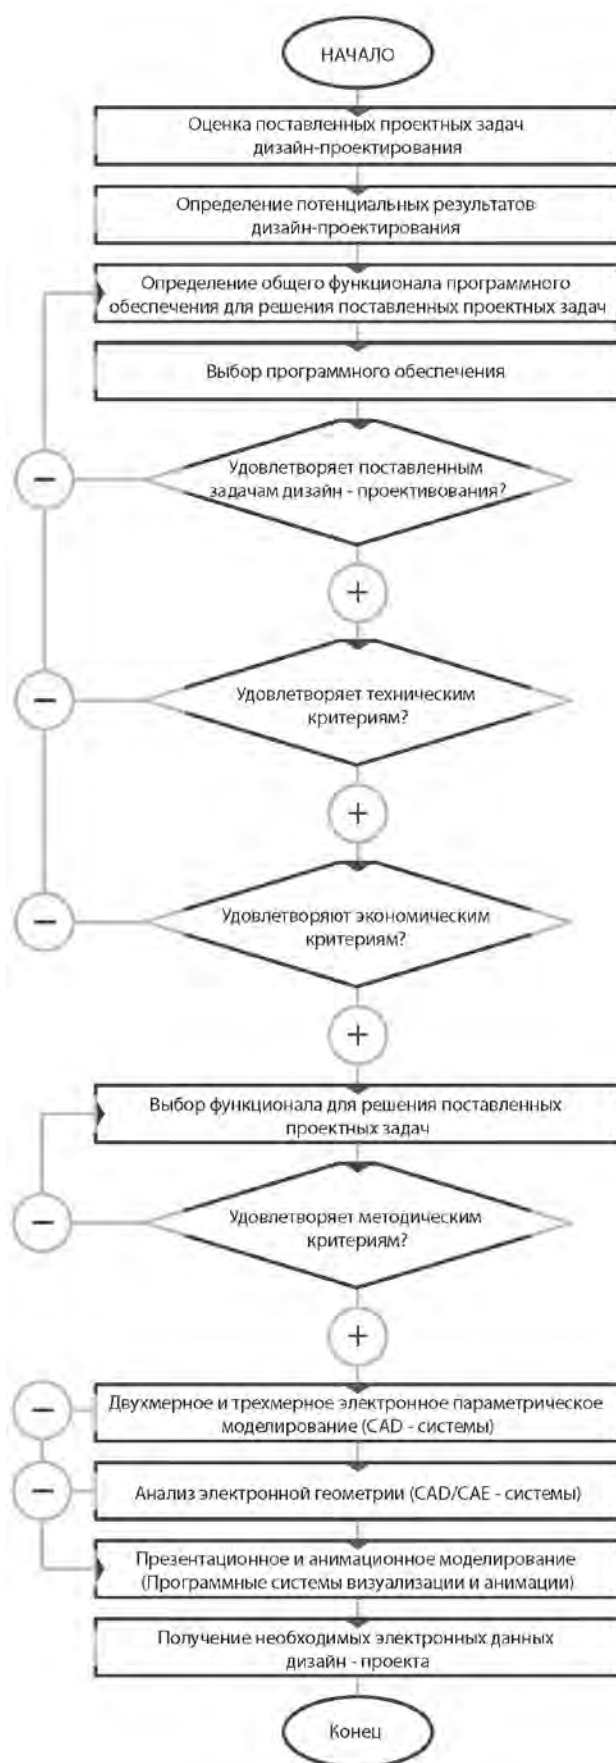 НАЧАЛО
Оценка поставленных проектных задач
дизайн-проектирования
Определение потенциальных результатов
дизайн-проектирования
Определение общего функционала программного
обеспечения для решения поставленных проектных задач
Выбор программного обеспечения
Удовлетворяет поставленным
задачам дизайн - проективования?
−
+
Удовлетворяет техническим
критериям?
−
+
Удовлетворяют экономическим
критериям?
−
+
Выбор функционала для решения поставленных
проектных задач
Удовлетворяет методическим
критериям?
−
+
Двухмерное и трехмерное электронное параметрическое
моделирование (CAD - системы)
−
Анализ электронной геометрии (CAD/CAE - системы)
−
Презентационное и анимационное моделирование
(Программные системы визуализации и анимации)
Получение необходимых электронных данных
дизайн - проекта
Конец